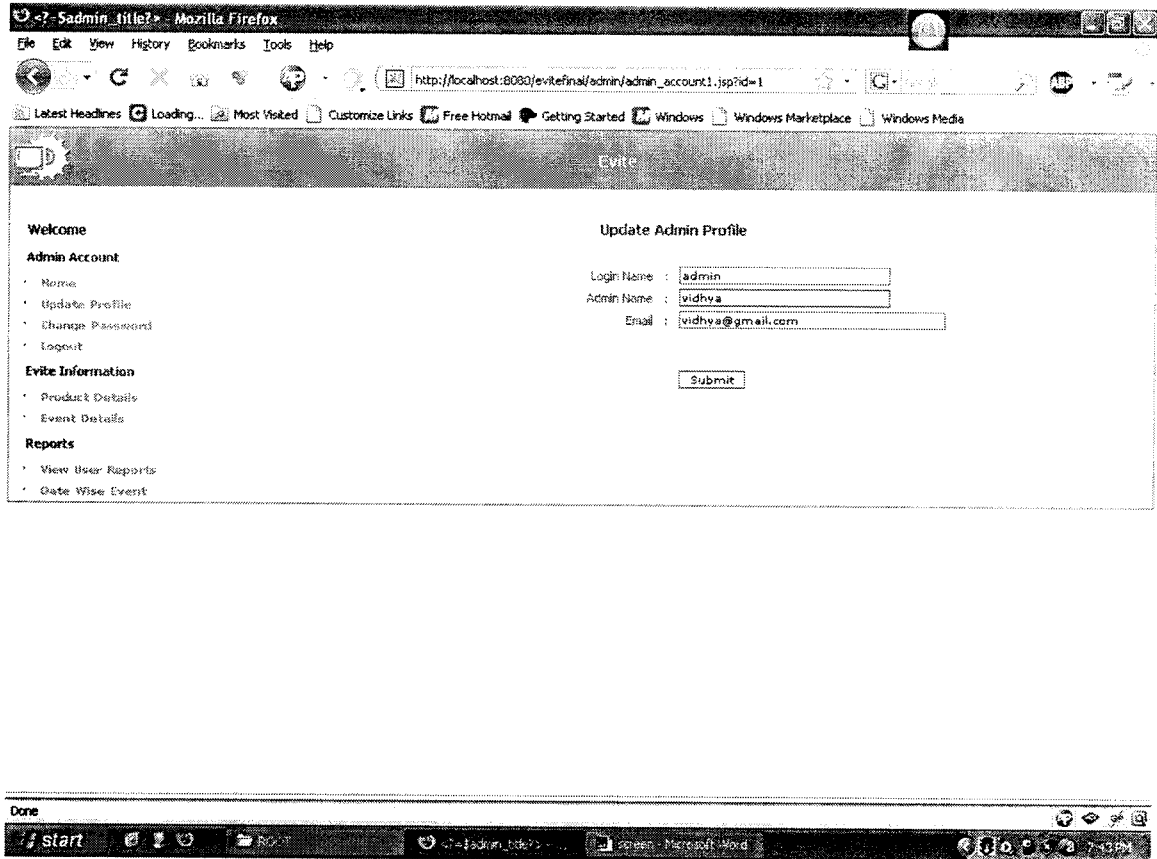 <?=$admin_title?> - Mozilla Firefox
File Edit View History Bookmarks Tools Help
http://localhost:8080/evitefinal/admin/admin_account1.jsp?id=1
Latest Headlines Loading... Most Visited Customize Links Free Hotmail Getting Started Windows Windows Marketplace Windows Media
Evite
Welcome
Admin Account
Home
Update Profile
Change Password
Logout
Evite Information
Product Details
Event Details
Reports
View User Reports
Date Wise Event
Update Admin Profile
Login Name : admin
Admin Name : vidhya
Email : vidhya@gmail.com
Submit
Done
start ROOT <?=$admin_title?> - ... screen - Microsoft Word 7:43 PM